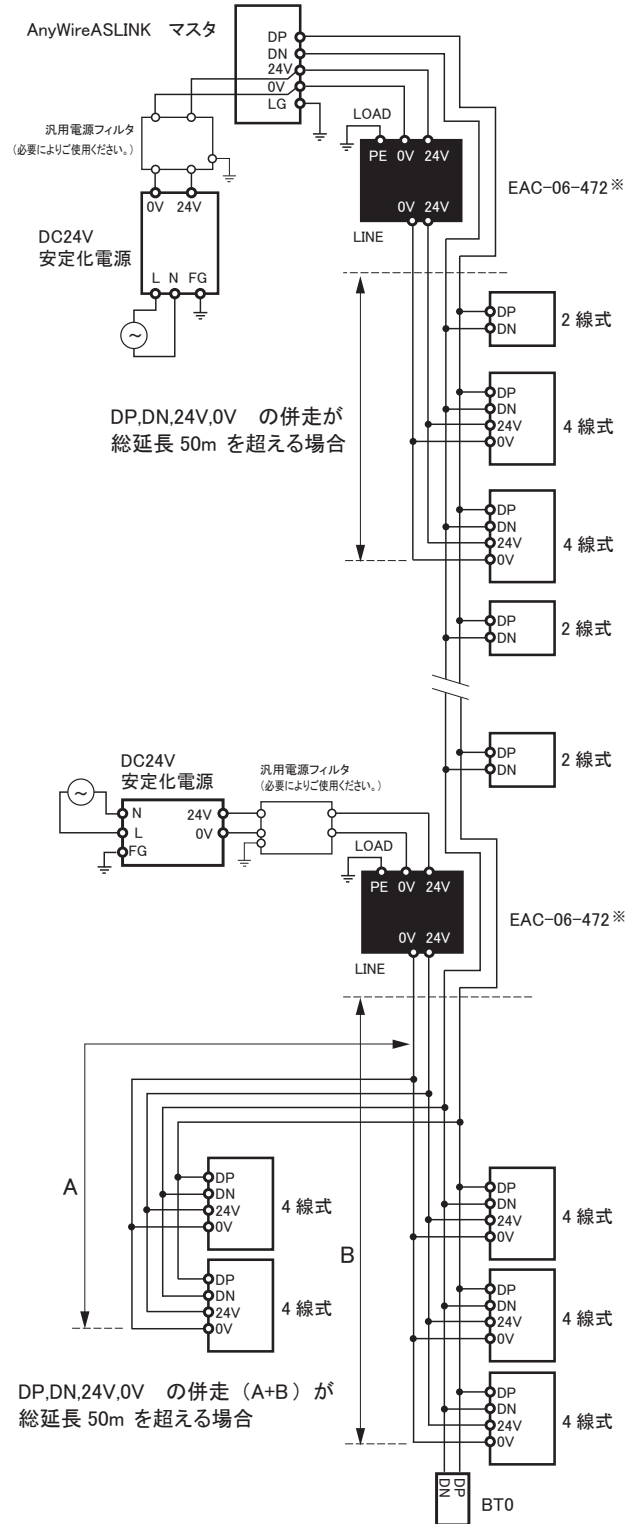 AnyWireASLINK マスタ
DP
DN
24V
0V
LG
汎用電源フィルタ
(必要によりご使用ください。)
0V 24V
DC24V
安定化電源
L N FG
LOAD
PE 0V 24V
0V 24V
LINE
EAC-06-472※
DP
DN
2 線式
DP,DN,24V,0V の併走が
総延長 50m を超える場合
DP
DN
24V
0V
4 線式
DP
DN
24V
0V
4 線式
DP
DN
2 線式
DP
DN
2 線式
DC24V
安定化電源
N
L
FG
24V
0V
汎用電源フィルタ
(必要によりご使用ください。)
LOAD
PE 0V 24V
0V 24V
LINE
EAC-06-472※
A
DP
DN
24V
0V
4 線式
DP
DN
24V
0V
4 線式
B
DP
DN
24V
0V
4 線式
DP
DN
24V
0V
4 線式
DP
DN
24V
0V
4 線式
DP,DN,24V,0V の併走（A+B）が
総延長 50m を超える場合
DP
DN
BT0